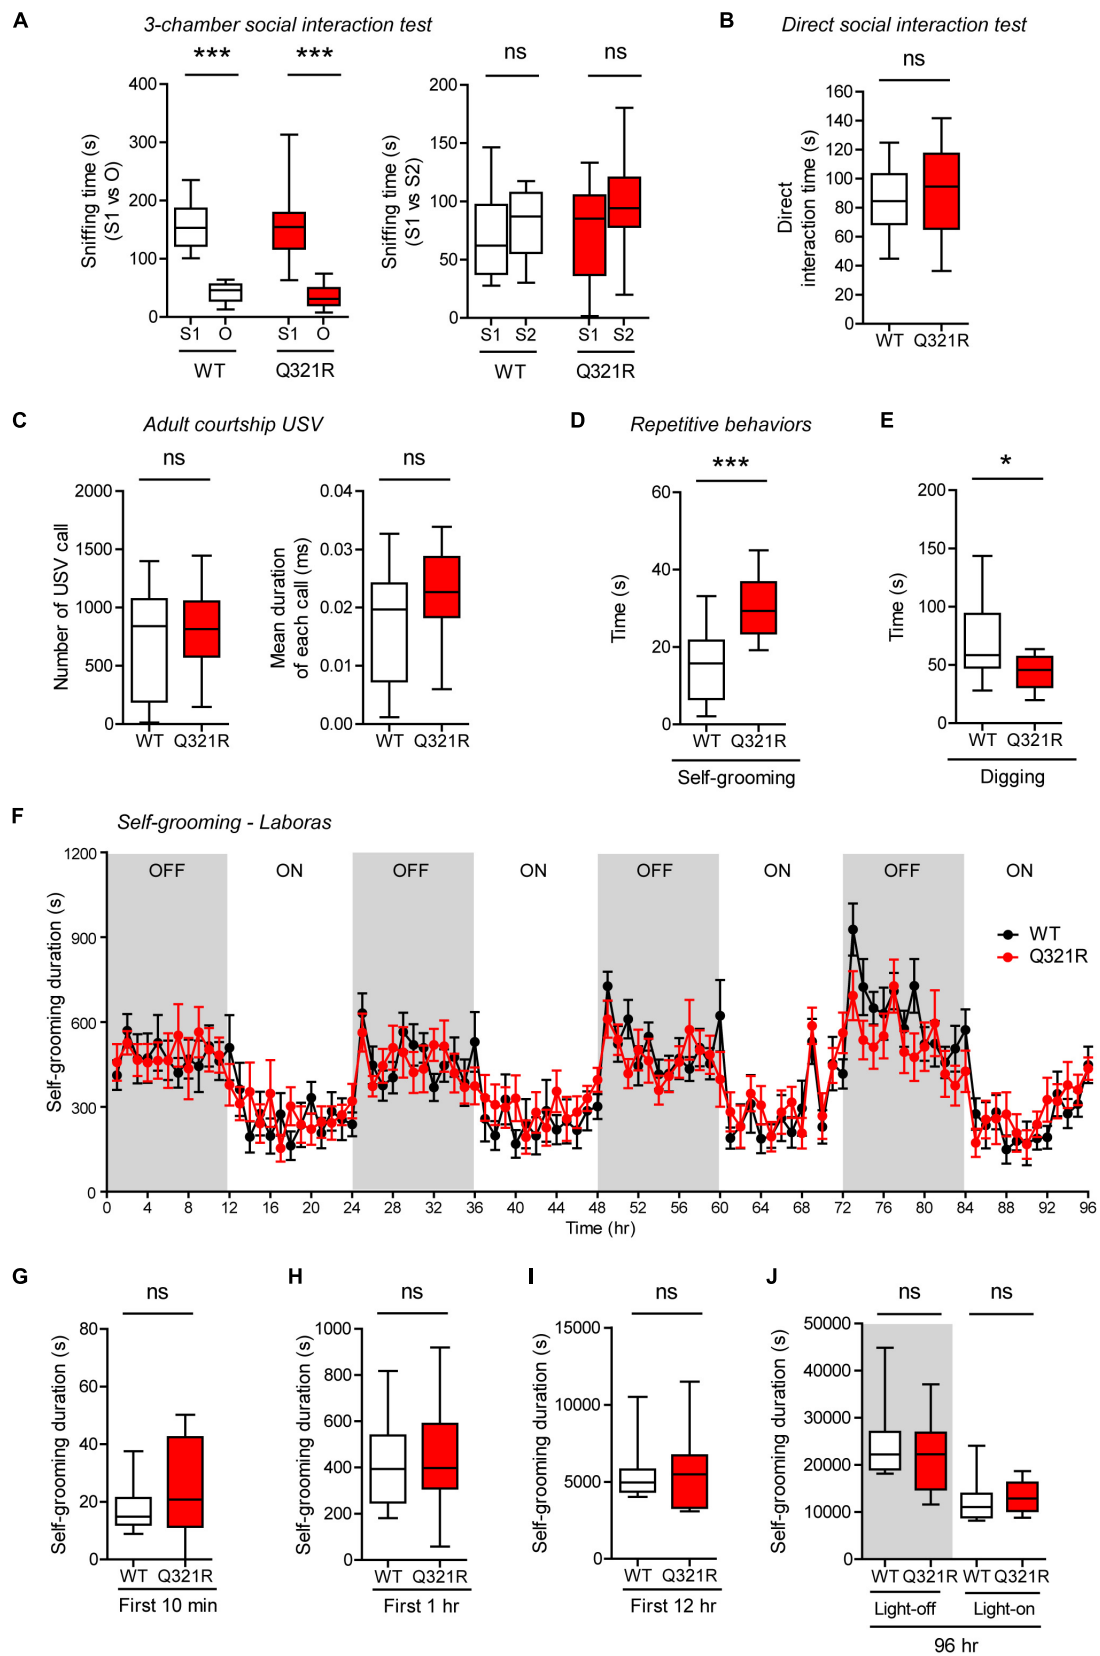 A
3-chamber social interaction test
*** ***
Sniffing time (s)
(S1 vs O)
400
300
200
100
0
S1 O S1 O
WT Q321R
ns ns
Sniffing time (s)
(S1 vs S2)
200
150
100
50
0
S1 S2 S1 S2
WT Q321R
B
Direct social interaction test
ns
Direct
interaction time (s)
160
140
120
100
80
60
40
20
0
WT Q321R
C
Adult courtship USV
ns
Number of USV call
2000
1500
1000
500
0
WT Q321R
ns
Mean duration
of each call (ms)
0.04
0.03
0.02
0.01
0.00
WT Q321R
D
Repetitive behaviors
***
Time (s)
60
40
20
0
WT Q321R
Self-grooming
E
*
Time (s)
200
150
100
50
0
WT Q321R
Digging
F
Self-grooming - Laboras
Self-grooming duration (s)
1200
900
600
300
0
OFF ON OFF ON OFF ON OFF ON
WT
Q321R
0 4 8 12 16 20 24 28 32 36 40 44 48 52 56 60 64 68 72 76 80 84 88 92 96
Time (hr)
G
ns
Self-grooming duration (s)
80
60
40
20
0
WT Q321R
First 10 min
H
ns
Self-grooming duration (s)
1000
800
600
400
200
0
WT Q321R
First 1 hr
I
ns
Self-grooming duration (s)
15000
10000
5000
0
WT Q321R
First 12 hr
J
ns ns
Self-grooming duration (s)
50000
40000
30000
20000
10000
0
WT Q321R WT Q321R
Light-off Light-on
96 hr